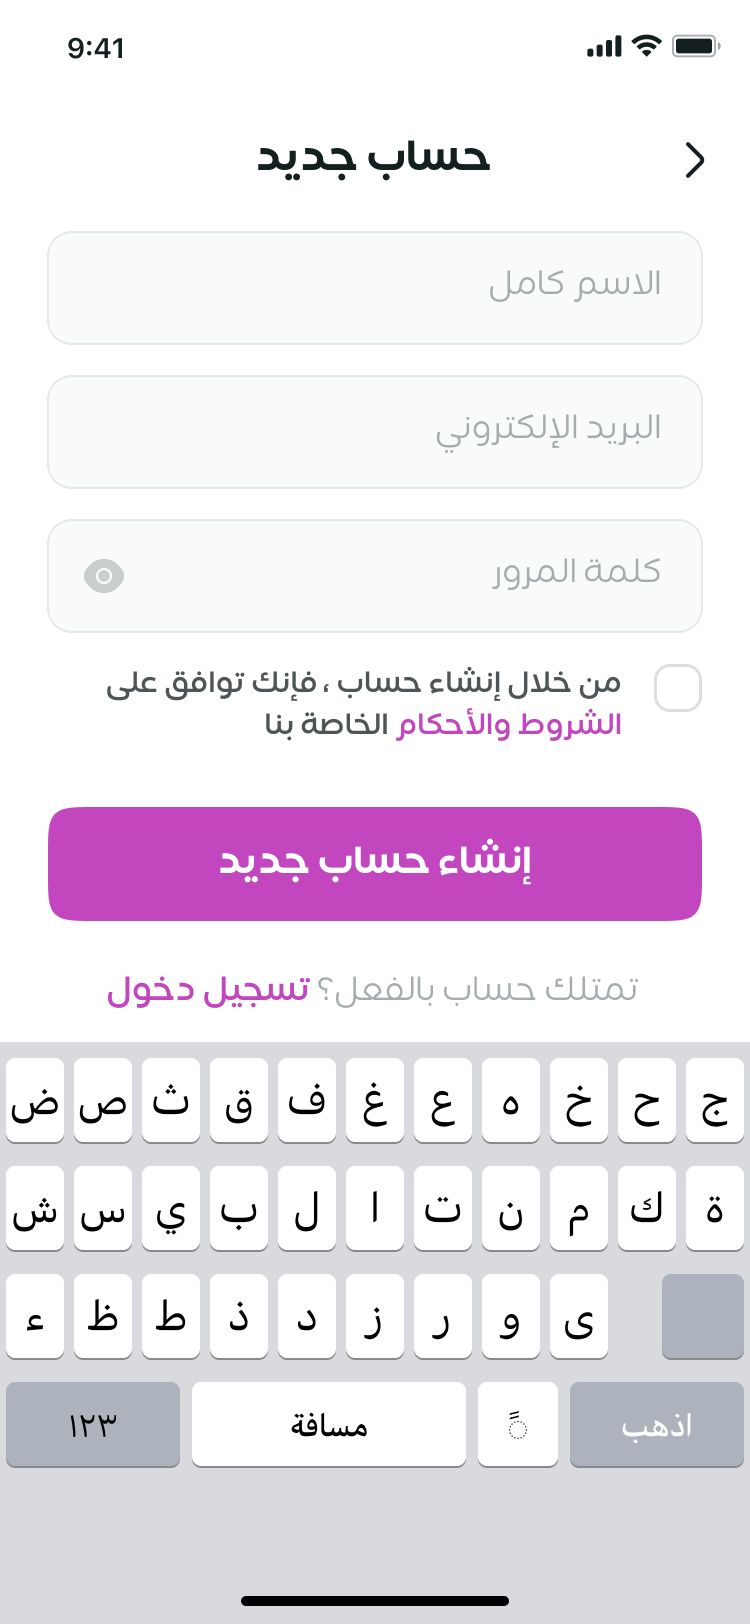 9:41
حساب جديد
الاسم كامل
البريد الإلكتروني
كلمة المرور
من خلال إنشاء حساب ، فإنك توافق على
الشروط والأحكام الخاصة بنا
إنشاء حساب جديد
تمتلك حساب بالفعل؟ تسجيل دخول
ض ص ث ق ف غ ع ه خ ح ج
ش س ي ب ل ا ت ن م ك ة
ء ظ ط ذ د ز ر و ى
١٢٣ مسافة ً اذهب